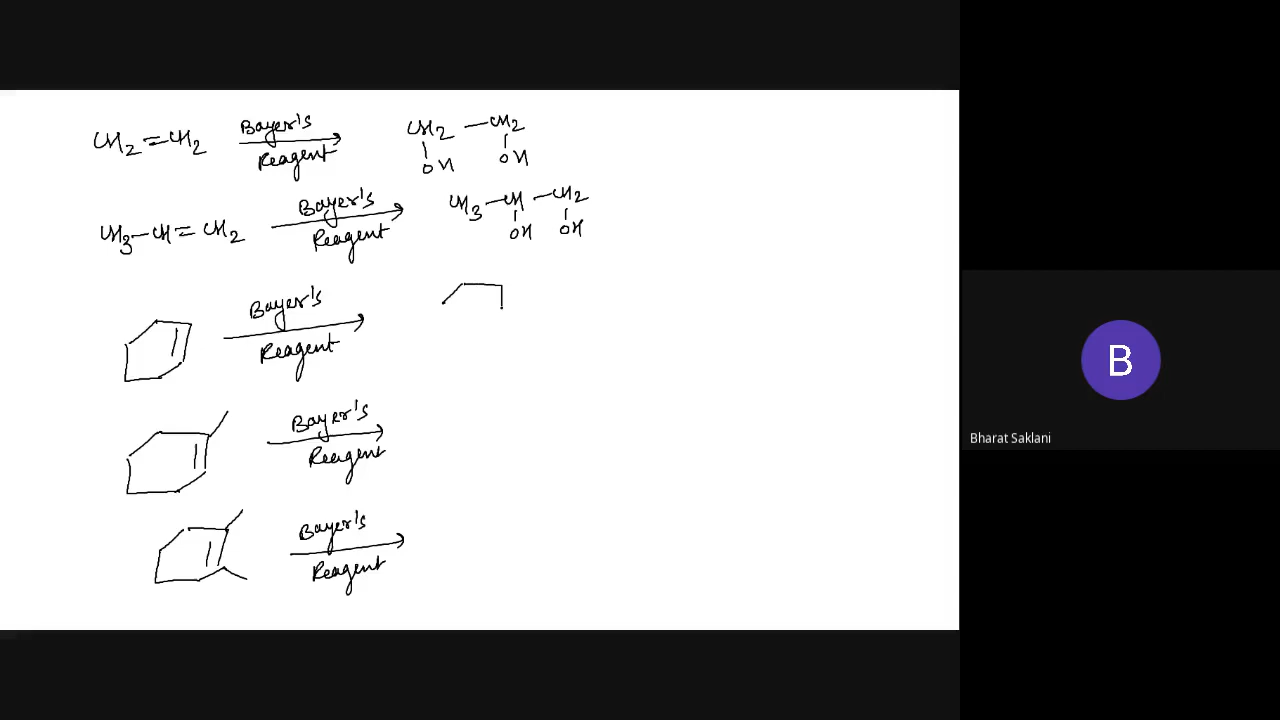 CH2=CH2 Bayer's Reagent CH2—CH2
OH OH
CH3—CH=CH2 Bayer's Reagent CH3—CH—CH2
OH OH
Bayer's
Reagent
Bayer's
Reagent
Bayer's
Reagent
B
Bharat Saklani